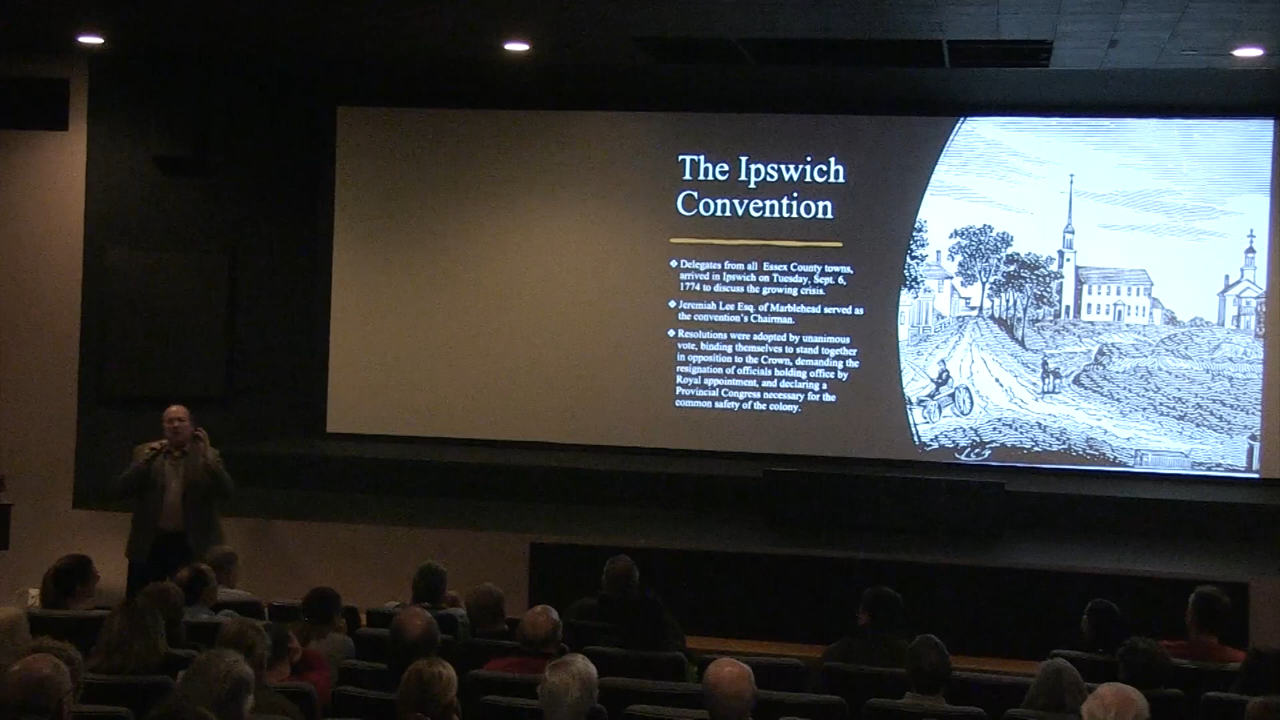 The Ipswich
Convention
❖ Delegates from all Essex County towns,
arrived in Ipswich on Tuesday, Sept. 6,
1774 to discuss the growing crisis.
❖ Jeremiah Lee Esq. of Marblehead served as
the convention's Chairman.
❖ Resolutions were adopted by unanimous
vote, binding themselves to stand together
in opposition to the Crown, demanding the
resignation of officials holding office by
Royal appointment, and declaring a
Provincial Congress necessary for the
common safety of the colony.